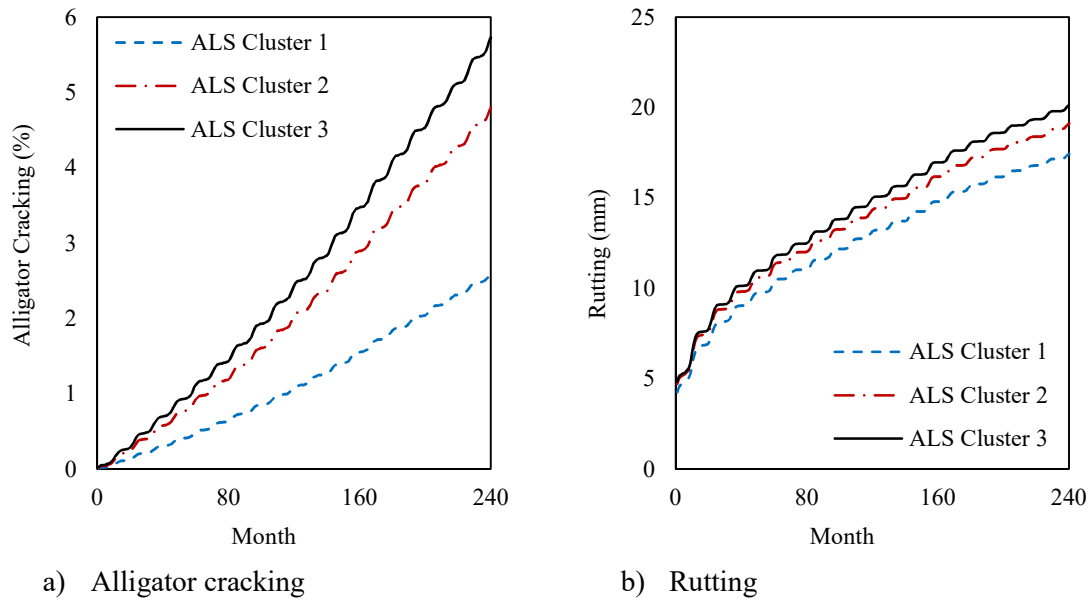 6
5
4
3
2
1
0
Alligator Cracking (%)
ALS Cluster 1
ALS Cluster 2
ALS Cluster 3
0 80 160 240
Month
a) Alligator cracking
25
20
15
10
5
0
Rutting (mm)
ALS Cluster 1
ALS Cluster 2
ALS Cluster 3
0 80 160 240
Month
b) Rutting